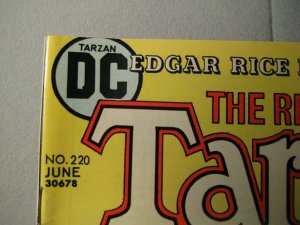 TARZAN
DC
EDGAR RICE
THE RE
Tar
NO. 220
JUNE
30678